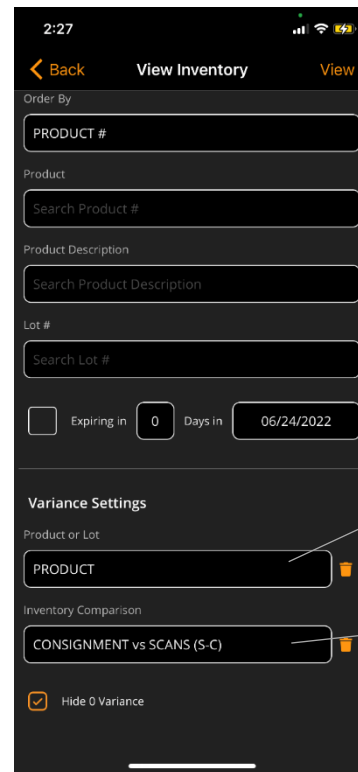 2:27
Back View Inventory View
Order By
PRODUCT #
Product
Search Product #
Product Description
Search Product Description
Lot #
Search Lot #
Expiring in 0 Days in 06/24/2022
Variance Settings
Product or Lot
PRODUCT
Inventory Comparison
CONSIGNMENT vs SCANS (S-C)
Hide 0 Variance